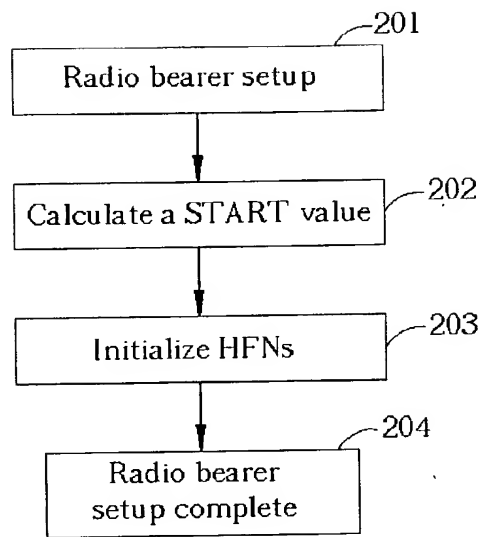 201
Radio bearer setup
202
Calculate a START value
203
Initialize HFNs
204
Radio bearer
setup complete